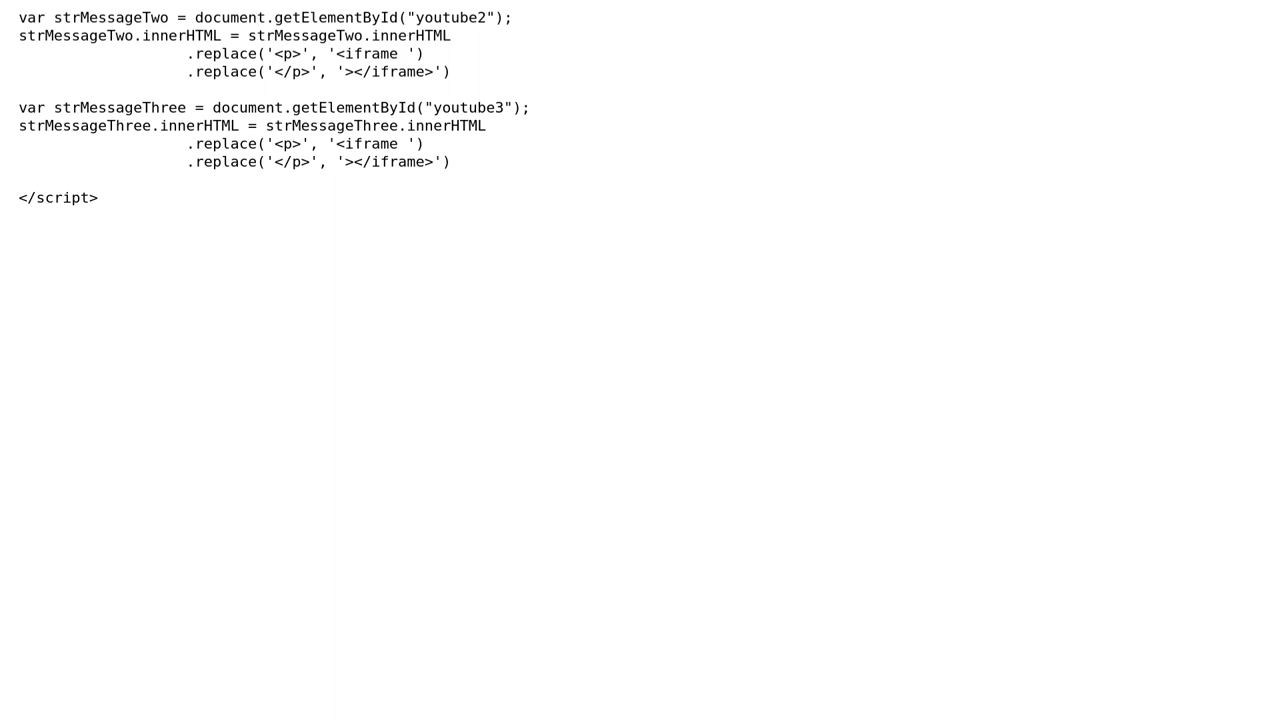 var strMessageTwo = document.getElementById("youtube2");
strMessageTwo.innerHTML = strMessageTwo.innerHTML
                   .replace('<p>', '<iframe ')
                   .replace('</p>', '></iframe>')

var strMessageThree = document.getElementById("youtube3");
strMessageThree.innerHTML = strMessageThree.innerHTML
                   .replace('<p>', '<iframe ')
                   .replace('</p>', '></iframe>')

</script>